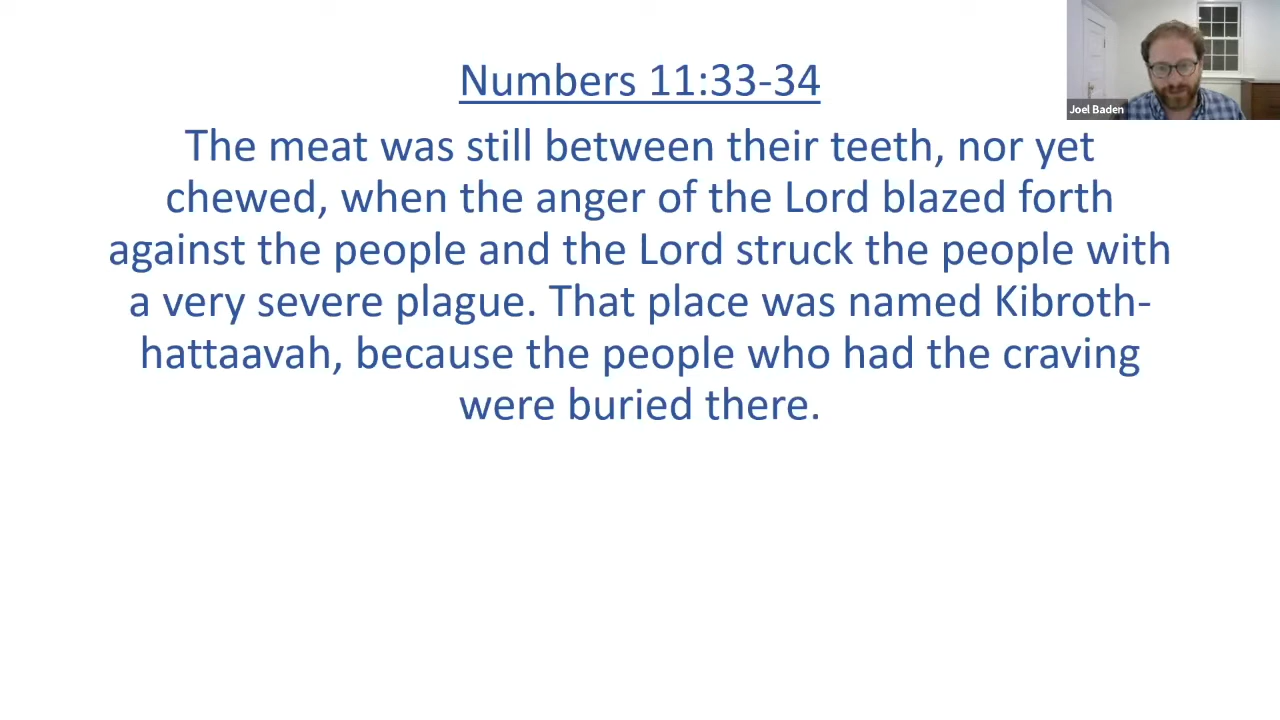 Numbers 11:33-34
The meat was still between their teeth, nor yet
chewed, when the anger of the Lord blazed forth
against the people and the Lord struck the people with
a very severe plague. That place was named Kibroth-
hattaavah, because the people who had the craving
were buried there.
Joel Baden